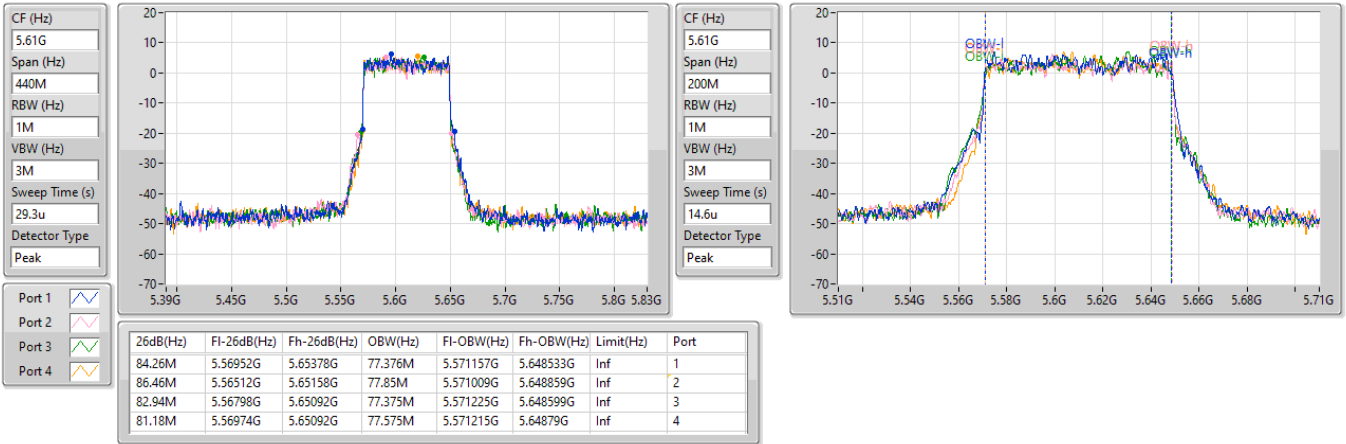 CF (Hz)
5.61G
Span (Hz)
440M
RBW (Hz)
1M
VBW (Hz)
3M
Sweep Time (s)
29.3u
Detector Type
Peak
20
10
0
-10
-20
-30
-40
-50
-60
-70
5.39G 5.45G 5.5G 5.55G 5.6G 5.65G 5.7G 5.75G 5.8G 5.83G
CF (Hz)
5.61G
Span (Hz)
200M
RBW (Hz)
1M
VBW (Hz)
3M
Sweep Time (s)
14.6u
Detector Type
Peak
20
10
0
-10
-20
-30
-40
-50
-60
-70
OBW-l
OBW-h
5.51G 5.54G 5.56G 5.58G 5.6G 5.62G 5.64G 5.66G 5.68G 5.71G
Port 1
Port 2
Port 3
Port 4
26dB(Hz) Fl-26dB(Hz) Fh-26dB(Hz) OBW(Hz) Fl-OBW(Hz) Fh-OBW(Hz) Limit(Hz) Port
84.26M 5.56952G 5.65378G 77.376M 5.571157G 5.648533G Inf 1
86.46M 5.56512G 5.65158G 77.85M 5.571009G 5.648859G Inf 2
82.94M 5.56798G 5.65092G 77.375M 5.571225G 5.648599G Inf 3
81.18M 5.56974G 5.65092G 77.575M 5.571215G 5.64879G Inf 4